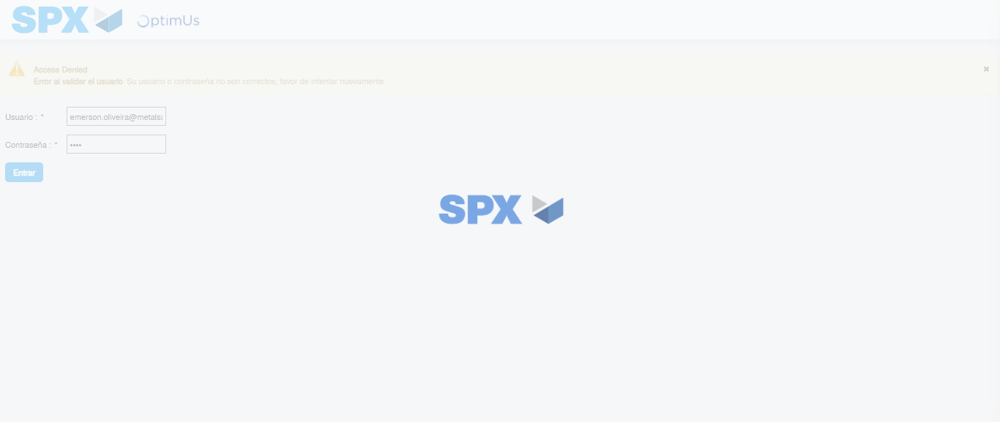 SPX OptimUs
Access Denied
Error al validar el usuario Su usuario o contraseña no son correctos, favor de intentar nuevamente
Usuario : * emerson.oliveira@metalsa
Contraseña : * ••••
Entrar
SPX